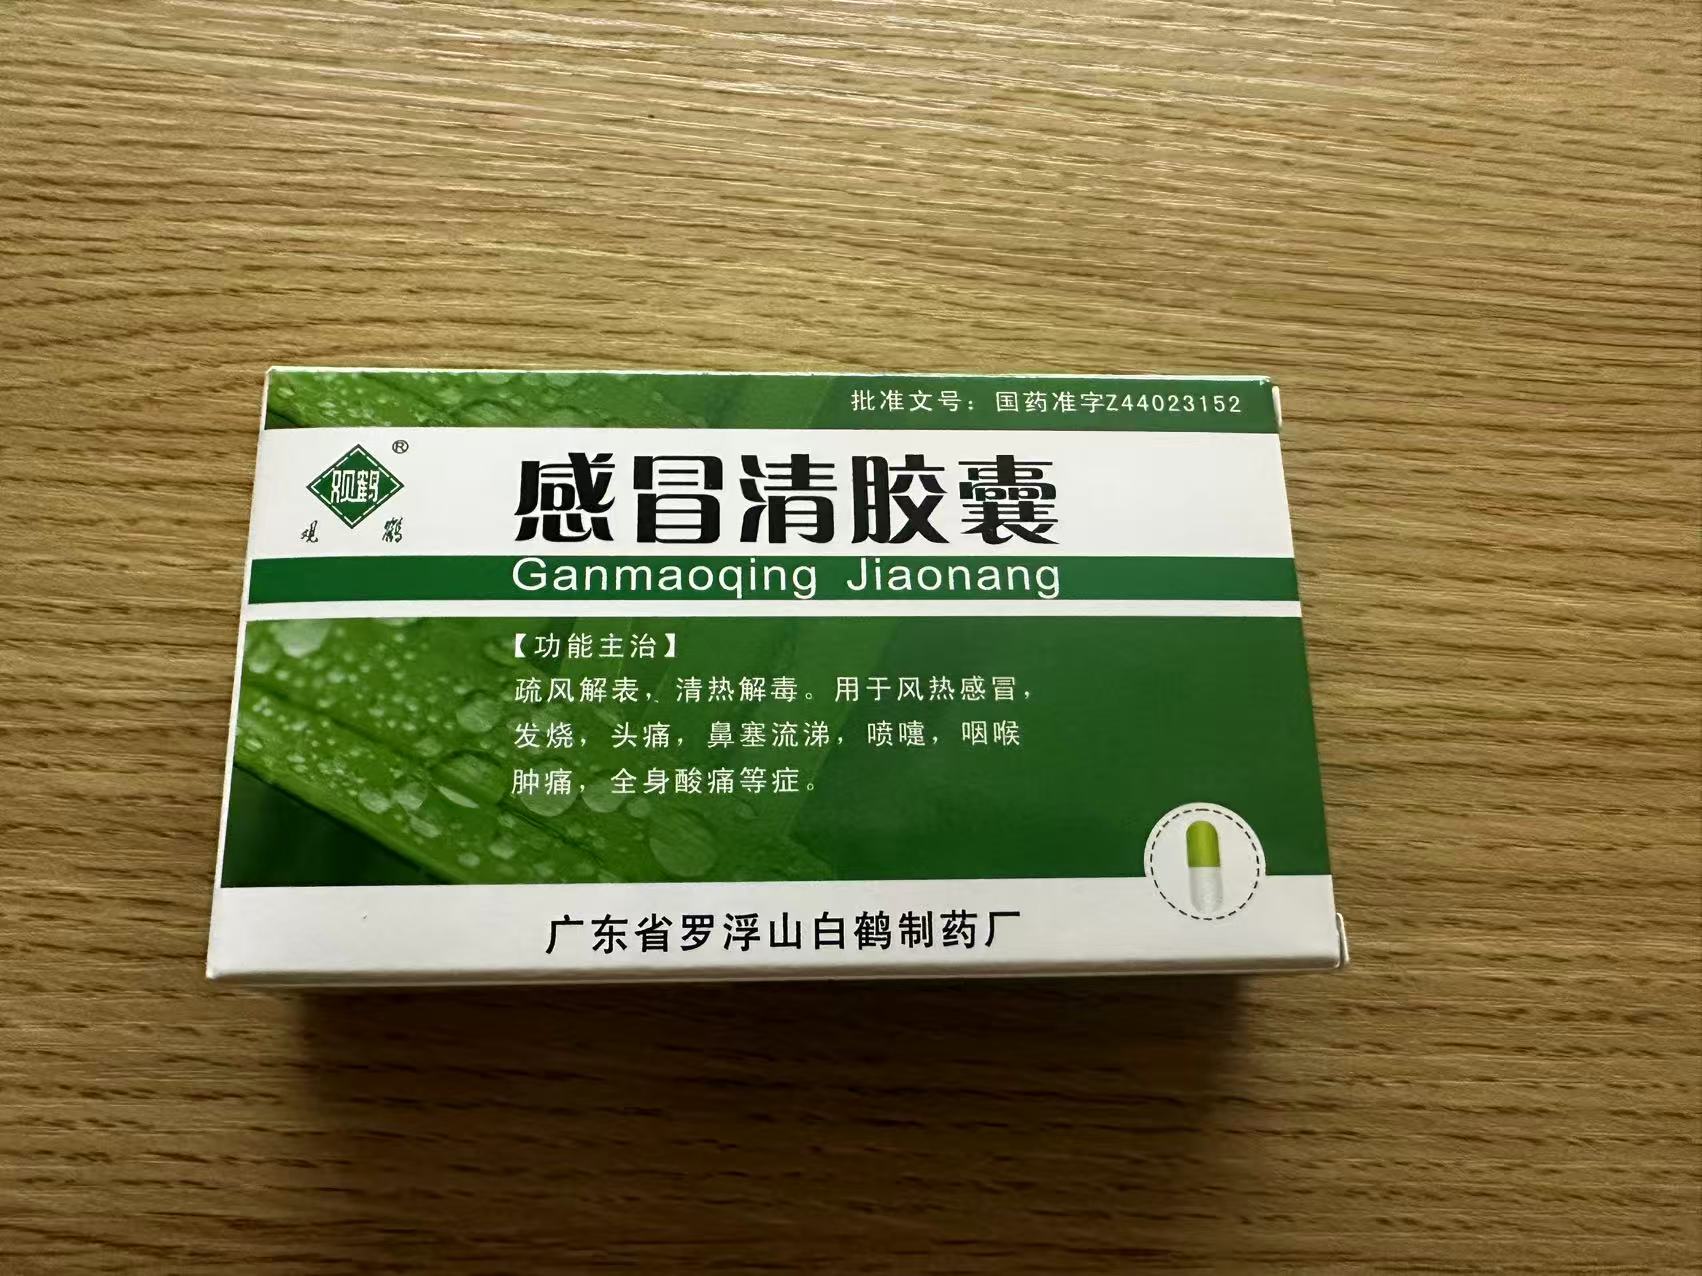 批准文号：国药准字Z44023152
观鹤®
观鹤
感冒清胶囊
Ganmaoqing Jiaonang
【功能主治】
疏风解表，清热解毒。用于风热感冒，
发烧，头痛，鼻塞流涕，喷嚏，咽喉
肿痛，全身酸痛等症。
广东省罗浮山白鹤制药厂